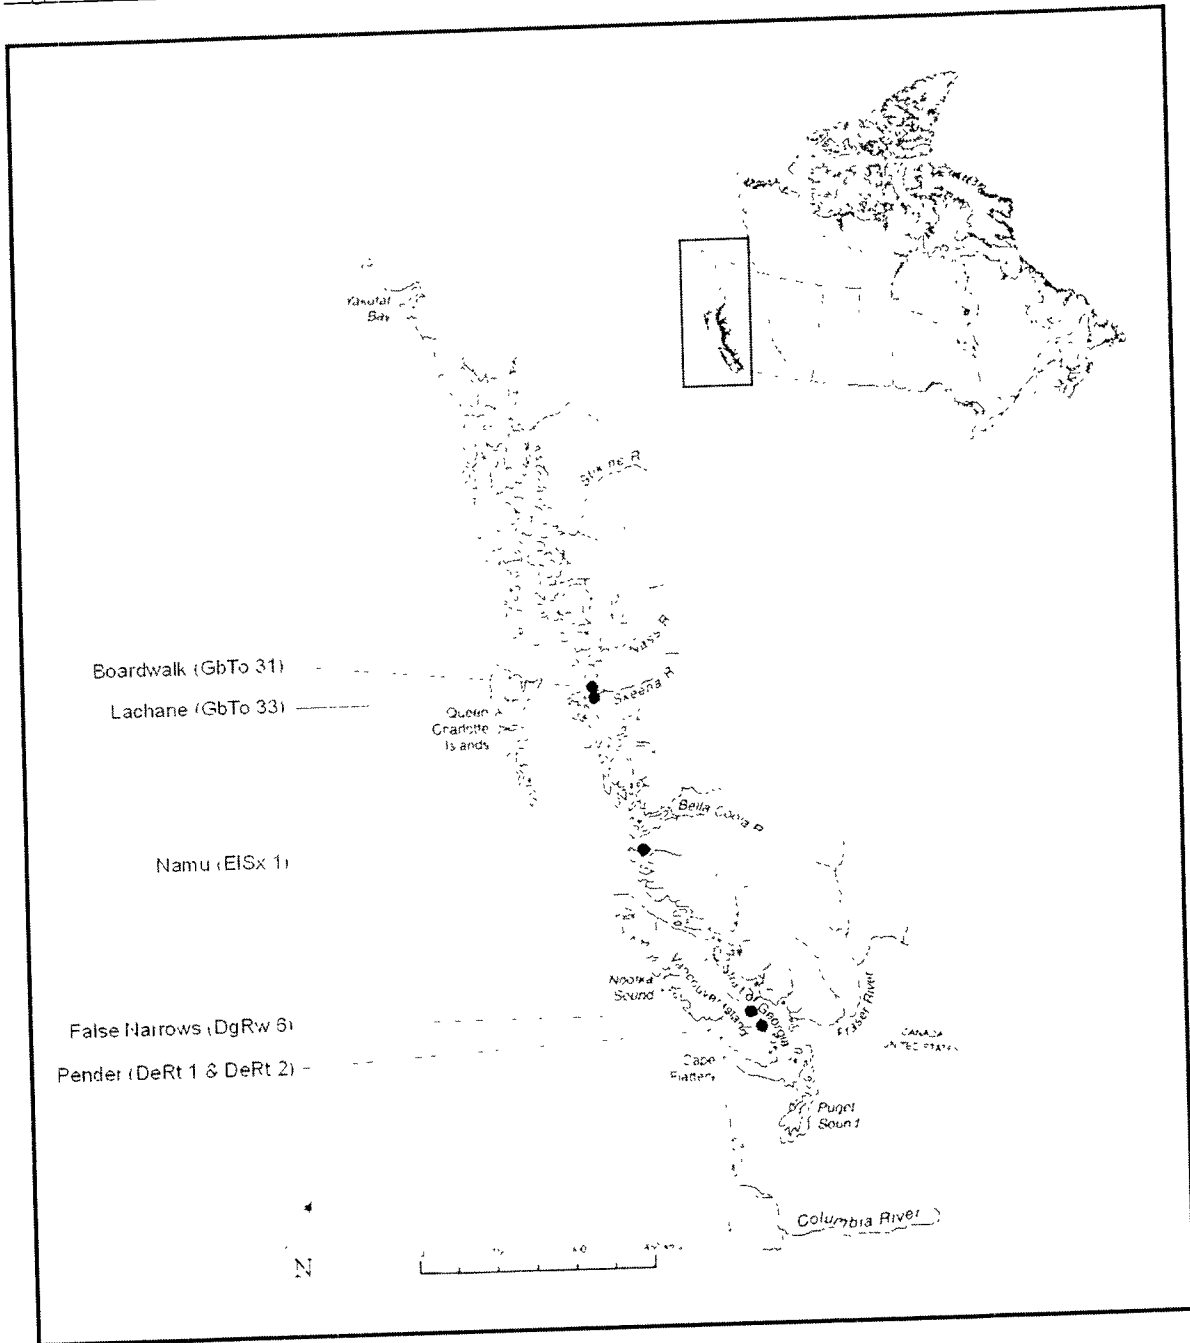 Yakutat
Bay
Stikine R
Nass R
Boardwalk (GbTo 31)
Skeena R
Lachane (GbTo 33)
Queen
Charlotte
Islands
Bella Coola R
Namu (ElSx 1)
Nootka
Sound
Vancouver Island
Strait of Georgia
Fraser River
False Narrows (DgRw 6)
CANADA
UNITED STATES
Pender (DeRt 1 & DeRt 2)
Cape
Flattery
Puget
Sound
Columbia River
N